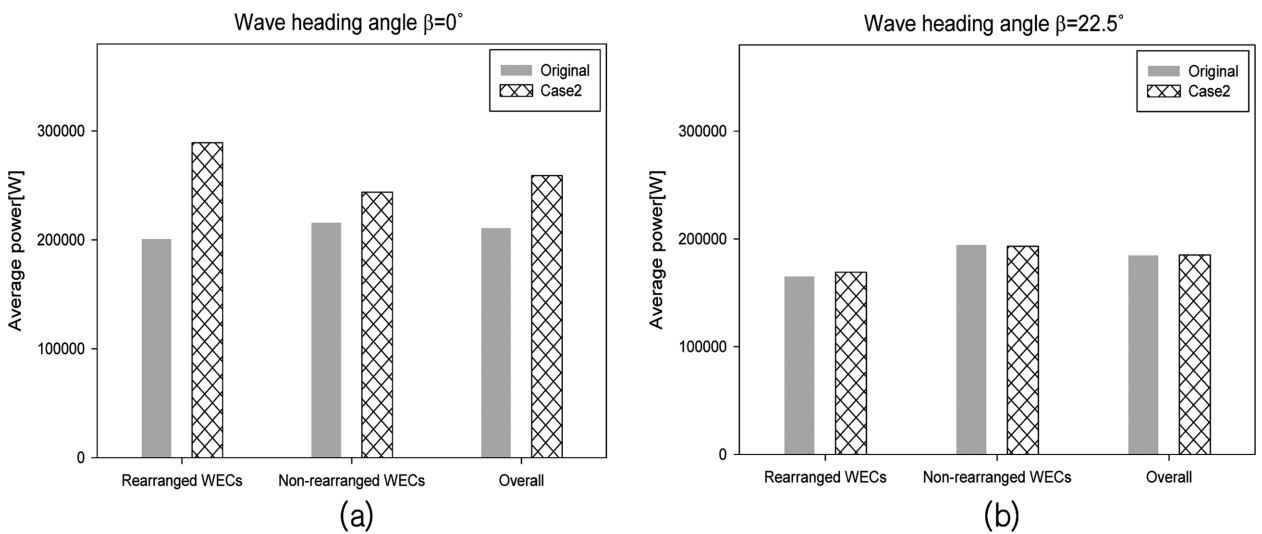 Wave heading angle β=0°
Original
Case2
300000
200000
100000
0
Average power[W]
Rearranged WECs
Non-rearranged WECs
Overall
(a)
Wave heading angle β=22.5°
Original
Case2
300000
200000
100000
0
Average power[W]
Rearranged WECs
Non-rearranged WECs
Overall
(b)